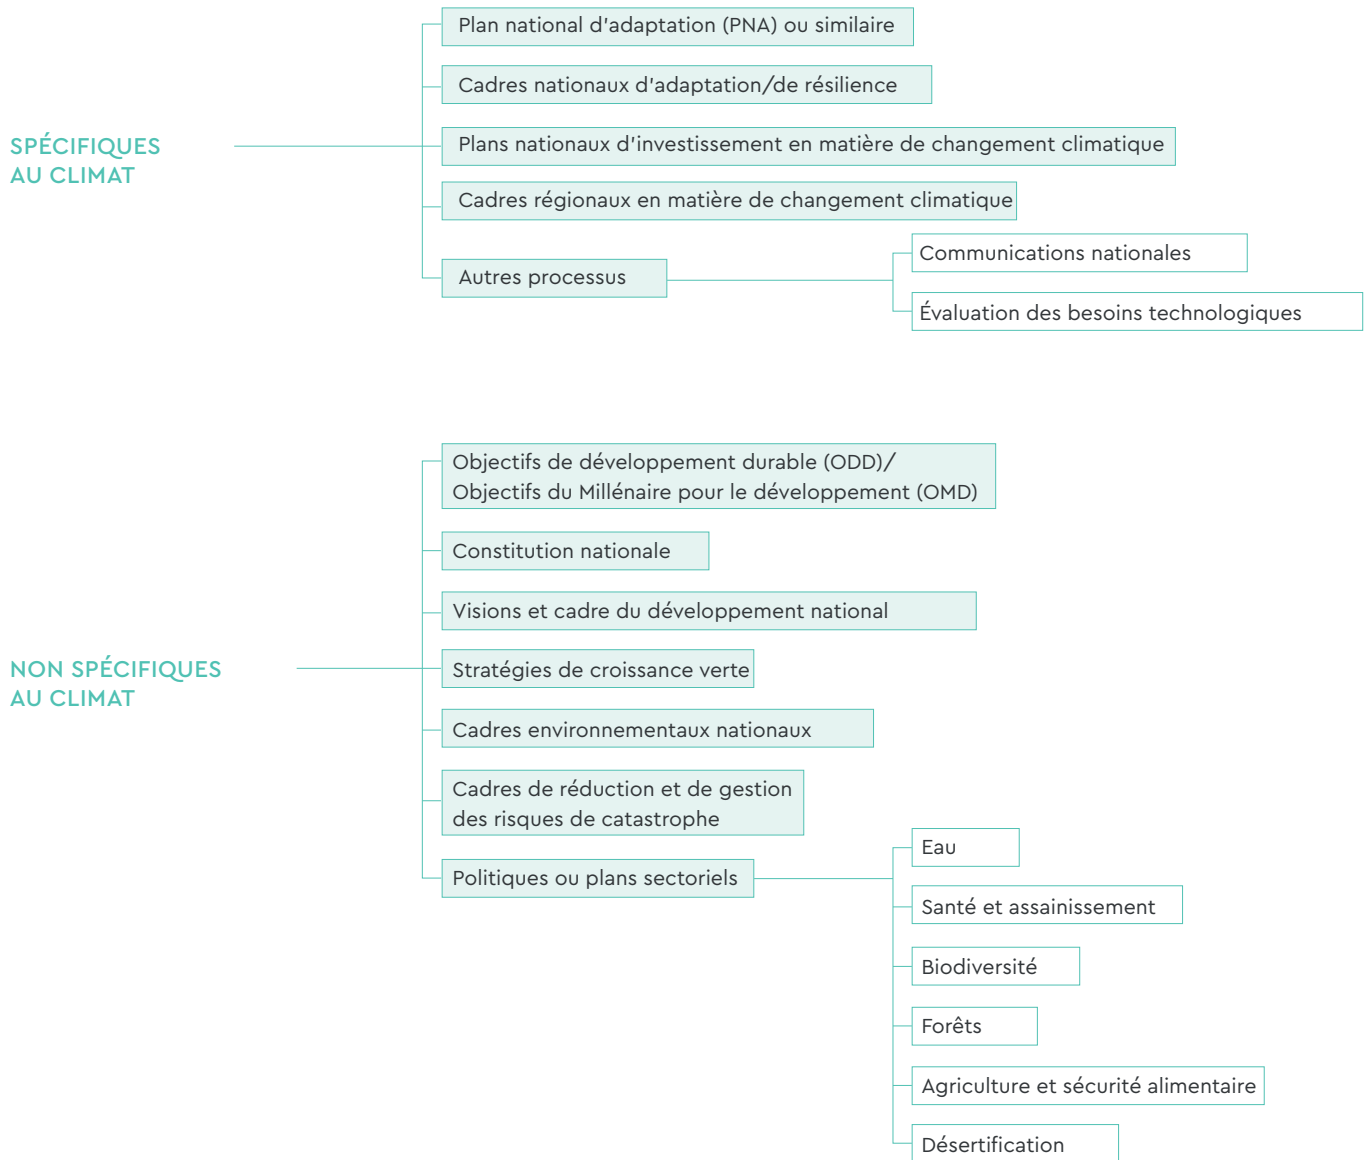 SPÉCIFIQUES
AU CLIMAT
Plan national d'adaptation (PNA) ou similaire
Cadres nationaux d'adaptation/de résilience
Plans nationaux d'investissement en matière de changement climatique
Cadres régionaux en matière de changement climatique
Autres processus
Communications nationales
Évaluation des besoins technologiques
NON SPÉCIFIQUES
AU CLIMAT
Objectifs de développement durable (ODD)/
Objectifs du Millénaire pour le développement (OMD)
Constitution nationale
Visions et cadre du développement national
Stratégies de croissance verte
Cadres environnementaux nationaux
Cadres de réduction et de gestion
des risques de catastrophe
Politiques ou plans sectoriels
Eau
Santé et assainissement
Biodiversité
Forêts
Agriculture et sécurité alimentaire
Désertification